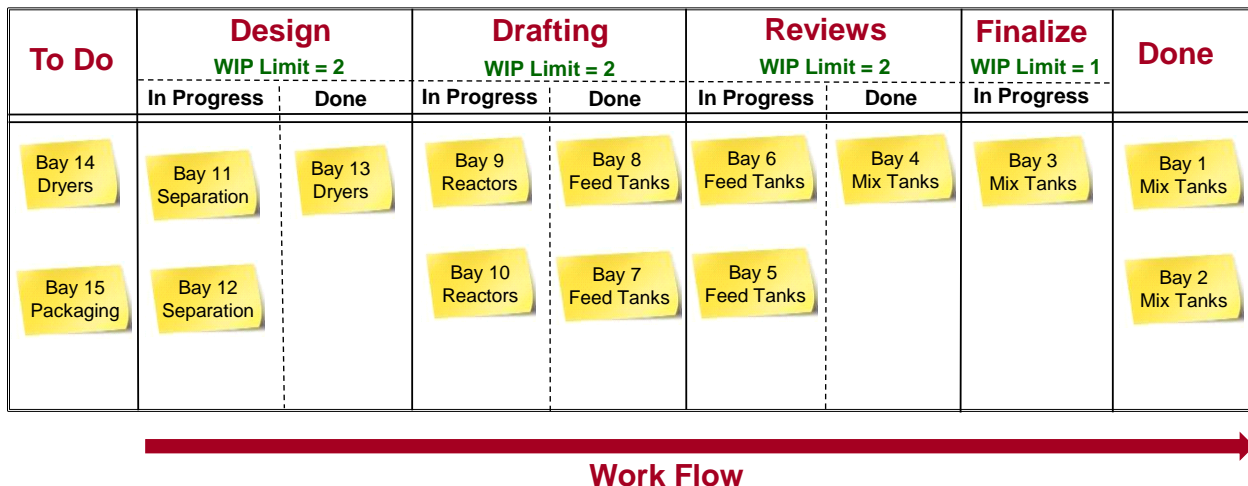 To Do
Design
WIP Limit = 2
In Progress
Done
Drafting
WIP Limit = 2
In Progress
Done
Reviews
WIP Limit = 2
In Progress
Done
Finalize
WIP Limit = 1
In Progress
Done
Bay 14
Dryers
Bay 11
Separation
Bay 13
Dryers
Bay 9
Reactors
Bay 8
Feed Tanks
Bay 6
Feed Tanks
Bay 4
Mix Tanks
Bay 3
Mix Tanks
Bay 1
Mix Tanks
Bay 15
Packaging
Bay 12
Separation
Bay 10
Reactors
Bay 7
Feed Tanks
Bay 5
Feed Tanks
Bay 2
Mix Tanks
Work Flow